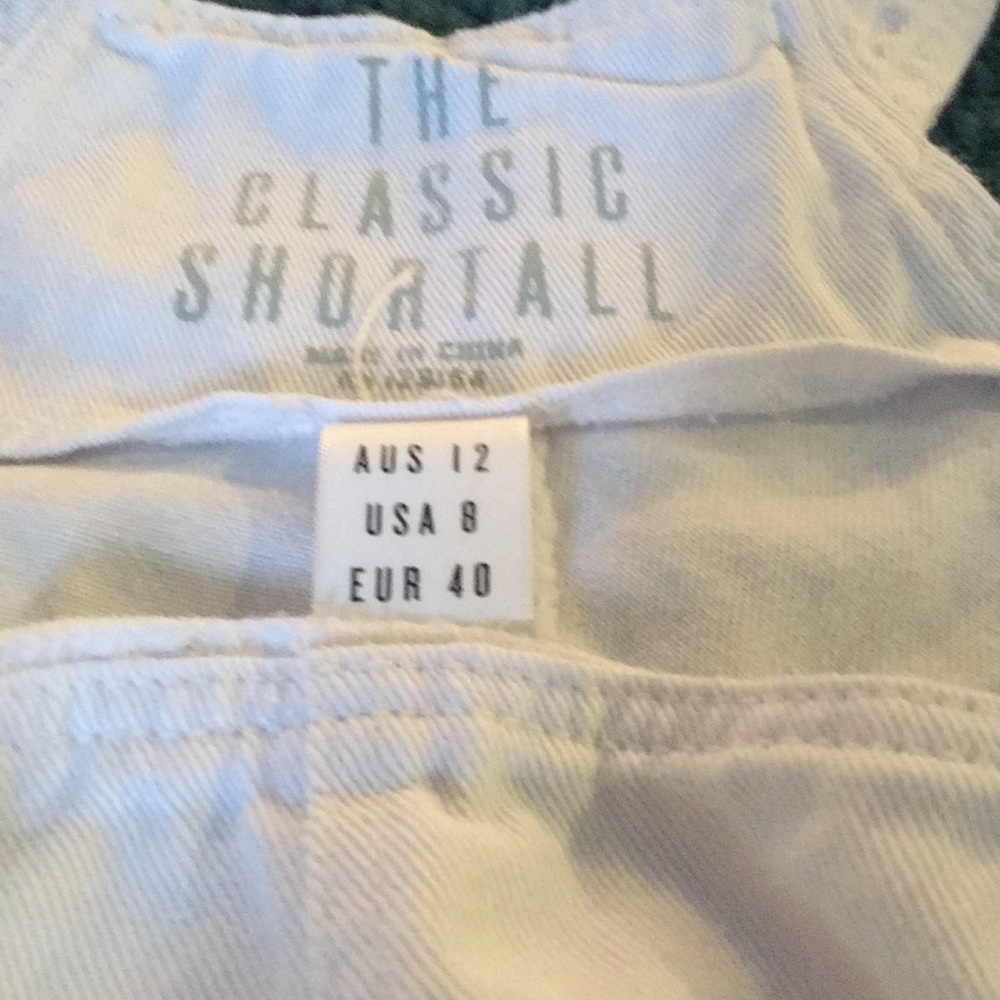 THE
CLASSIC
SHORTALL
MADE IN CHINA
AUS 12
USA 8
EUR 40